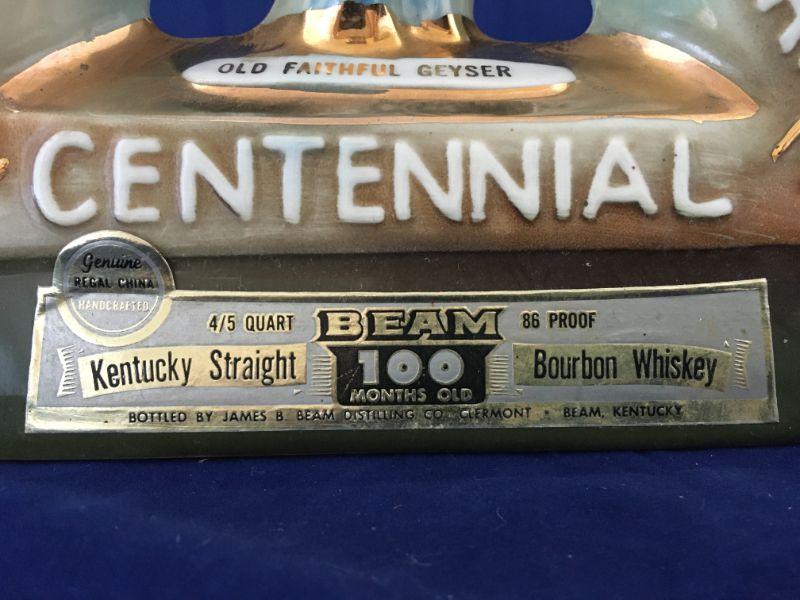 OLD FAITHFUL GEYSER
CENTENNIAL
Genuine
REGAL CHINA
HANDCRAFTED
4/5 QUART BEAM 86 PROOF
Kentucky Straight 100 Bourbon Whiskey
MONTHS OLD
BOTTLED BY JAMES B. BEAM DISTILLING CO. CLERMONT - BEAM, KENTUCKY